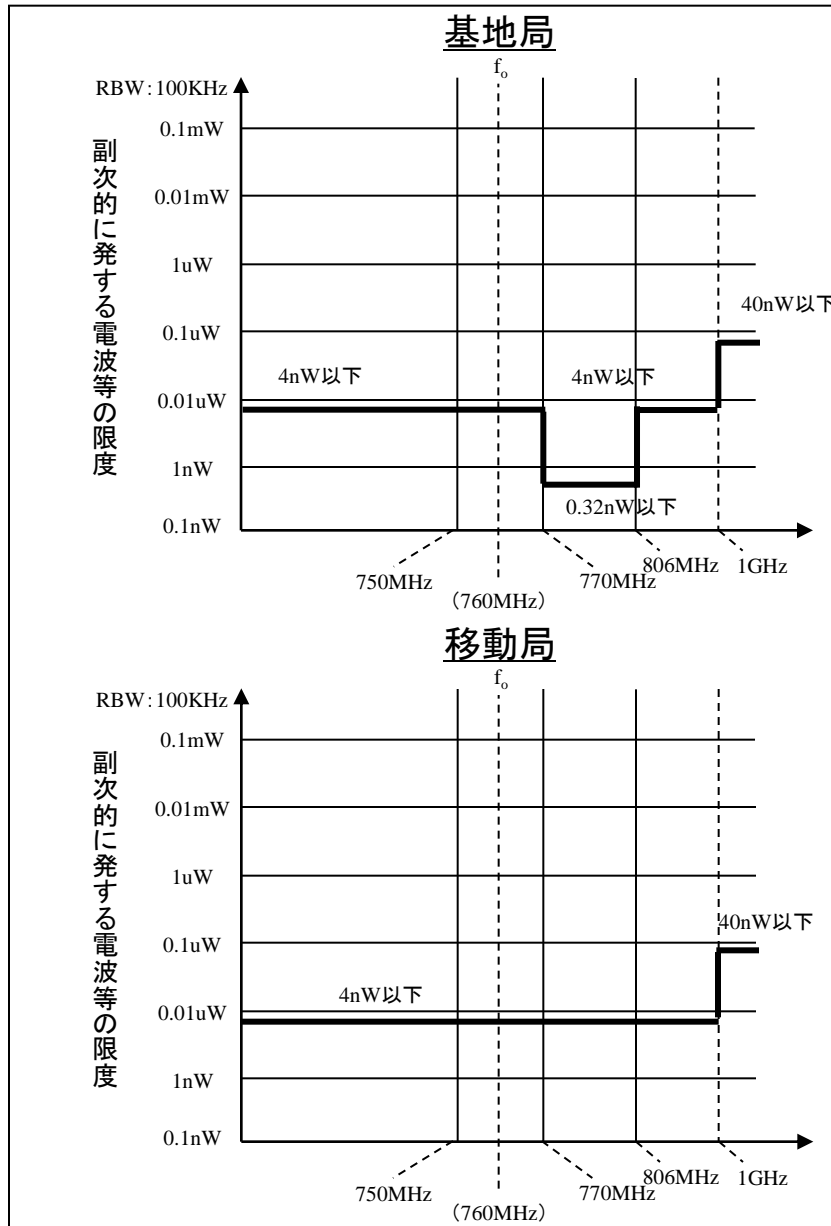 基地局
fo
RBW:100KHz
0.1mW
0.01mW
1uW
0.1uW
0.01uW
1nW
0.1nW
副次的に発する電波等の限度
40nW以下
4nW以下
4nW以下
0.32nW以下
750MHz
(760MHz)
770MHz
806MHz
1GHz
移動局
fo
RBW:100KHz
0.1mW
0.01mW
1uW
0.1uW
0.01uW
1nW
0.1nW
副次的に発する電波等の限度
40nW以下
4nW以下
750MHz
(760MHz)
770MHz
806MHz
1GHz